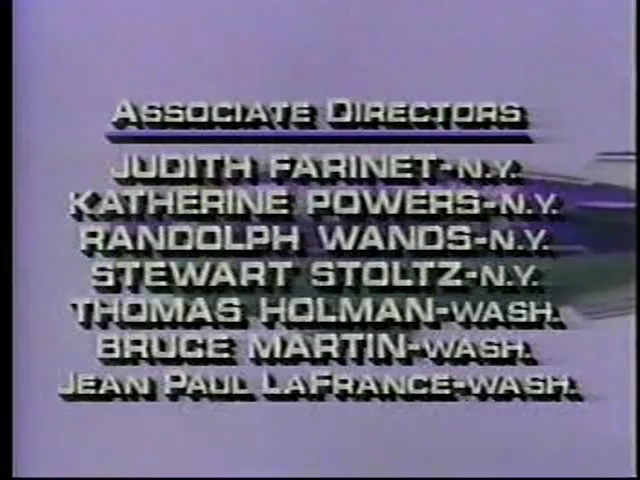 ASSOCIATE DIRECTORS
JUDITH FARINET-N.Y.
KATHERINE POWERS-N.Y.
RANDOLPH WANDS-N.Y.
STEWART STOLTZ-N.Y.
THOMAS HOLMAN-WASH.
BRUCE MARTIN-WASH.
JEAN PAUL LAFRANCE-WASH.